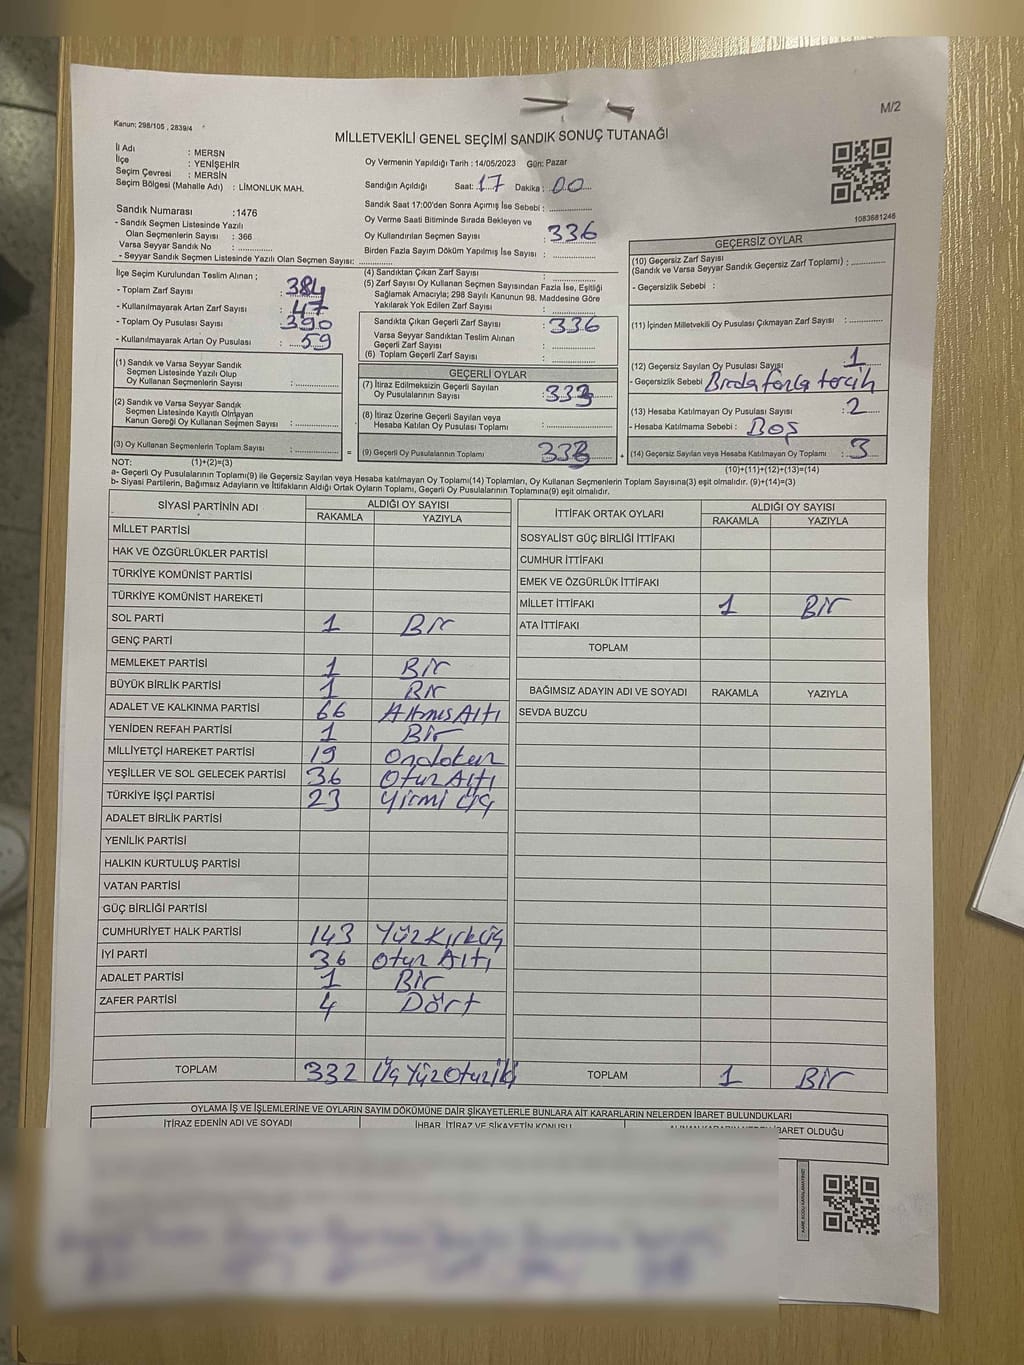 M/2
Kanun; 298/105 , 2839/4
MİLLETVEKİLİ GENEL SEÇİMİ SANDIK SONUÇ TUTANAĞI
İl Adı : MERSN
İlçe : YENİŞEHİR
Seçim Çevresi : MERSİN
Seçim Bölgesi (Mahalle Adı) : LİMONLUK MAH.
Oy Vermenin Yapıldığı Tarih : 14/05/2023 Gün: Pazar
Sandığın Açıldığı Saat: 17 Dakika: 00
Sandık Saat 17:00'den Sonra Açımış İse Sebebi :
Oy Verme Saati Bitiminde Sırada Bekleyen ve
Oy Kullandırılan Seçmen Sayısı : 336
Birden Fazla Sayım Döküm Yapılmış İse Sayısı :
1083681246
Sandık Numarası :1476
- Sandık Seçmen Listesinde Yazılı
Olan Seçmenlerin Sayısı : 366
Varsa Seyyar Sandık No :
- Seyyar Sandık Seçmen Listesinde Yazılı Olan Seçmen Sayısı:
İlçe Seçim Kurulundan Teslim Alınan ;
- Toplam Zarf Sayısı : 384
- Kullanılmayarak Artan Zarf Sayısı : 47
- Toplam Oy Pusulası Sayısı : 390
- Kullanılmayarak Artan Oy Pusulası : 59
(1) Sandık ve Varsa Seyyar Sandık
Seçmen Listesinde Yazılı Olup
Oy Kullanan Seçmenlerin Sayısı :
(2) Sandık ve Varsa Seyyar Sandık
Seçmen Listesinde Kayıtlı Olmayan
Kanun Gereği Oy Kullanan Seçmen Sayısı :
(3) Oy Kullanan Seçmenlerin Toplam Sayısı :
(1)+(2)=(3)
(4) Sandıktan Çıkan Zarf Sayısı :
(5) Zarf Sayısı Oy Kullanan Seçmen Sayısından Fazla İse, Eşitliği
Sağlamak Amacıyla; 298 Sayılı Kanunun 98. Maddesine Göre
Yakılarak Yok Edilen Zarf Sayısı :
Sandıkta Çıkan Geçerli Zarf Sayısı : 336
Varsa Seyyar Sandıktan Teslim Alınan
Geçerli Zarf Sayısı :
(6) Toplam Geçerli Zarf Sayısı :
GEÇERLİ OYLAR
(7) İtiraz Edilmeksizin Geçerli Sayılan
Oy Pusulalarının Sayısı : 333
(8) İtiraz Üzerine Geçerli Sayılan veya
Hesaba Katılan Oy Pusulası Toplamı :
(9) Geçerli Oy Pusulalarının Toplamı : 333
GEÇERSİZ OYLAR
(10) Geçersiz Zarf Sayısı
(Sandık ve Varsa Seyyar Sandık Geçersiz Zarf Toplamı) :
- Geçersizlik Sebebi :
(11) İçinden Milletvekili Oy Pusulası Çıkmayan Zarf Sayısı :
(12) Geçersiz Sayılan Oy Pusulası Sayısı : 1
- Geçersizlik Sebebi : Birden fazla tercih
(13) Hesaba Katılmayan Oy Pusulası Sayısı : 2
- Hesaba Katılmama Sebebi : Boş
(14) Geçersiz Sayılan veya Hesaba Katılmayan Oy Toplamı : 3
(10)+(11)+(12)+(13)=(14)
NOT:
a- Geçerli Oy Pusulalarının Toplamı(9) ile Geçersiz Sayılan veya Hesaba Katılmayan Oy Toplamı(14) Toplamları, Oy Kullanan Seçmenlerin Toplam Sayısına(3) eşit olmalıdır. (9)+(14)=(3)
b- Siyasi Partilerin, Bağımsız Adayların ve İttifakların Aldığı Ortak Oyların Toplamı, Geçerli Oy Pusulalarının Toplamına(9) eşit olmalıdır.
SİYASİ PARTİNİN ADI ALDIĞI OY SAYISI
RAKAMLA YAZIYLA
MİLLET PARTİSİ
HAK VE ÖZGÜRLÜKLER PARTİSİ
TÜRKİYE KOMÜNİST PARTİSİ
TÜRKİYE KOMÜNİST HAREKETİ
SOL PARTİ 1 Bir
GENÇ PARTİ
MEMLEKET PARTİSİ 1 Bir
BÜYÜK BİRLİK PARTİSİ 1 Bir
ADALET VE KALKINMA PARTİSİ 66 AltmışAltı
YENİDEN REFAH PARTİSİ 1 Bir
MİLLİYETÇİ HAREKET PARTİSİ 19 Ondokuz
YEŞİLLER VE SOL GELECEK PARTİSİ 36 Otuz Altı
TÜRKİYE İŞÇİ PARTİSİ 23 Yirmi üç
ADALET BİRLİK PARTİSİ
YENİLİK PARTİSİ
HALKIN KURTULUŞ PARTİSİ
VATAN PARTİSİ
GÜÇ BİRLİĞİ PARTİSİ
CUMHURİYET HALK PARTİSİ 143 Yüz Kırküç
İYİ PARTİ 36 Otuz Altı
ADALET PARTİSİ 1 Bir
ZAFER PARTİSİ 4 Dört
TOPLAM 332 Üç Yüz Otuz iki
İTTİFAK ORTAK OYLARI ALDIĞI OY SAYISI
RAKAMLA YAZIYLA
SOSYALİST GÜÇ BİRLİĞİ İTTİFAKI
CUMHUR İTTİFAKI
EMEK VE ÖZGÜRLÜK İTTİFAKI
MİLLET İTTİFAKI 1 Bir
ATA İTTİFAKI
TOPLAM
BAĞIMSIZ ADAYIN ADI VE SOYADI RAKAMLA YAZIYLA
SEVDA BUZCU
TOPLAM 1 Bir
OYLAMA İŞ VE İŞLEMLERİNE VE OYLARIN SAYIM DÖKÜMÜNE DAİR ŞİKAYETLERLE BUNLARA AİT KARARLARIN NELERDEN İBARET BULUNDUKLARI
İTİRAZ EDENİN ADI VE SOYADI
İHBAR, İTİRAZ VE ŞİKAYETİN KONUSU
İBARET OLDUĞU